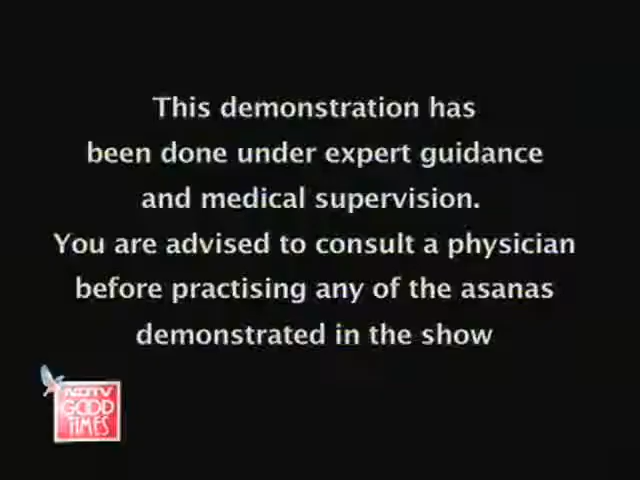 This demonstration has
been done under expert guidance
and medical supervision.
You are advised to consult a physician
before practising any of the asanas
demonstrated in the show
NDTV
GOOD
TIMES